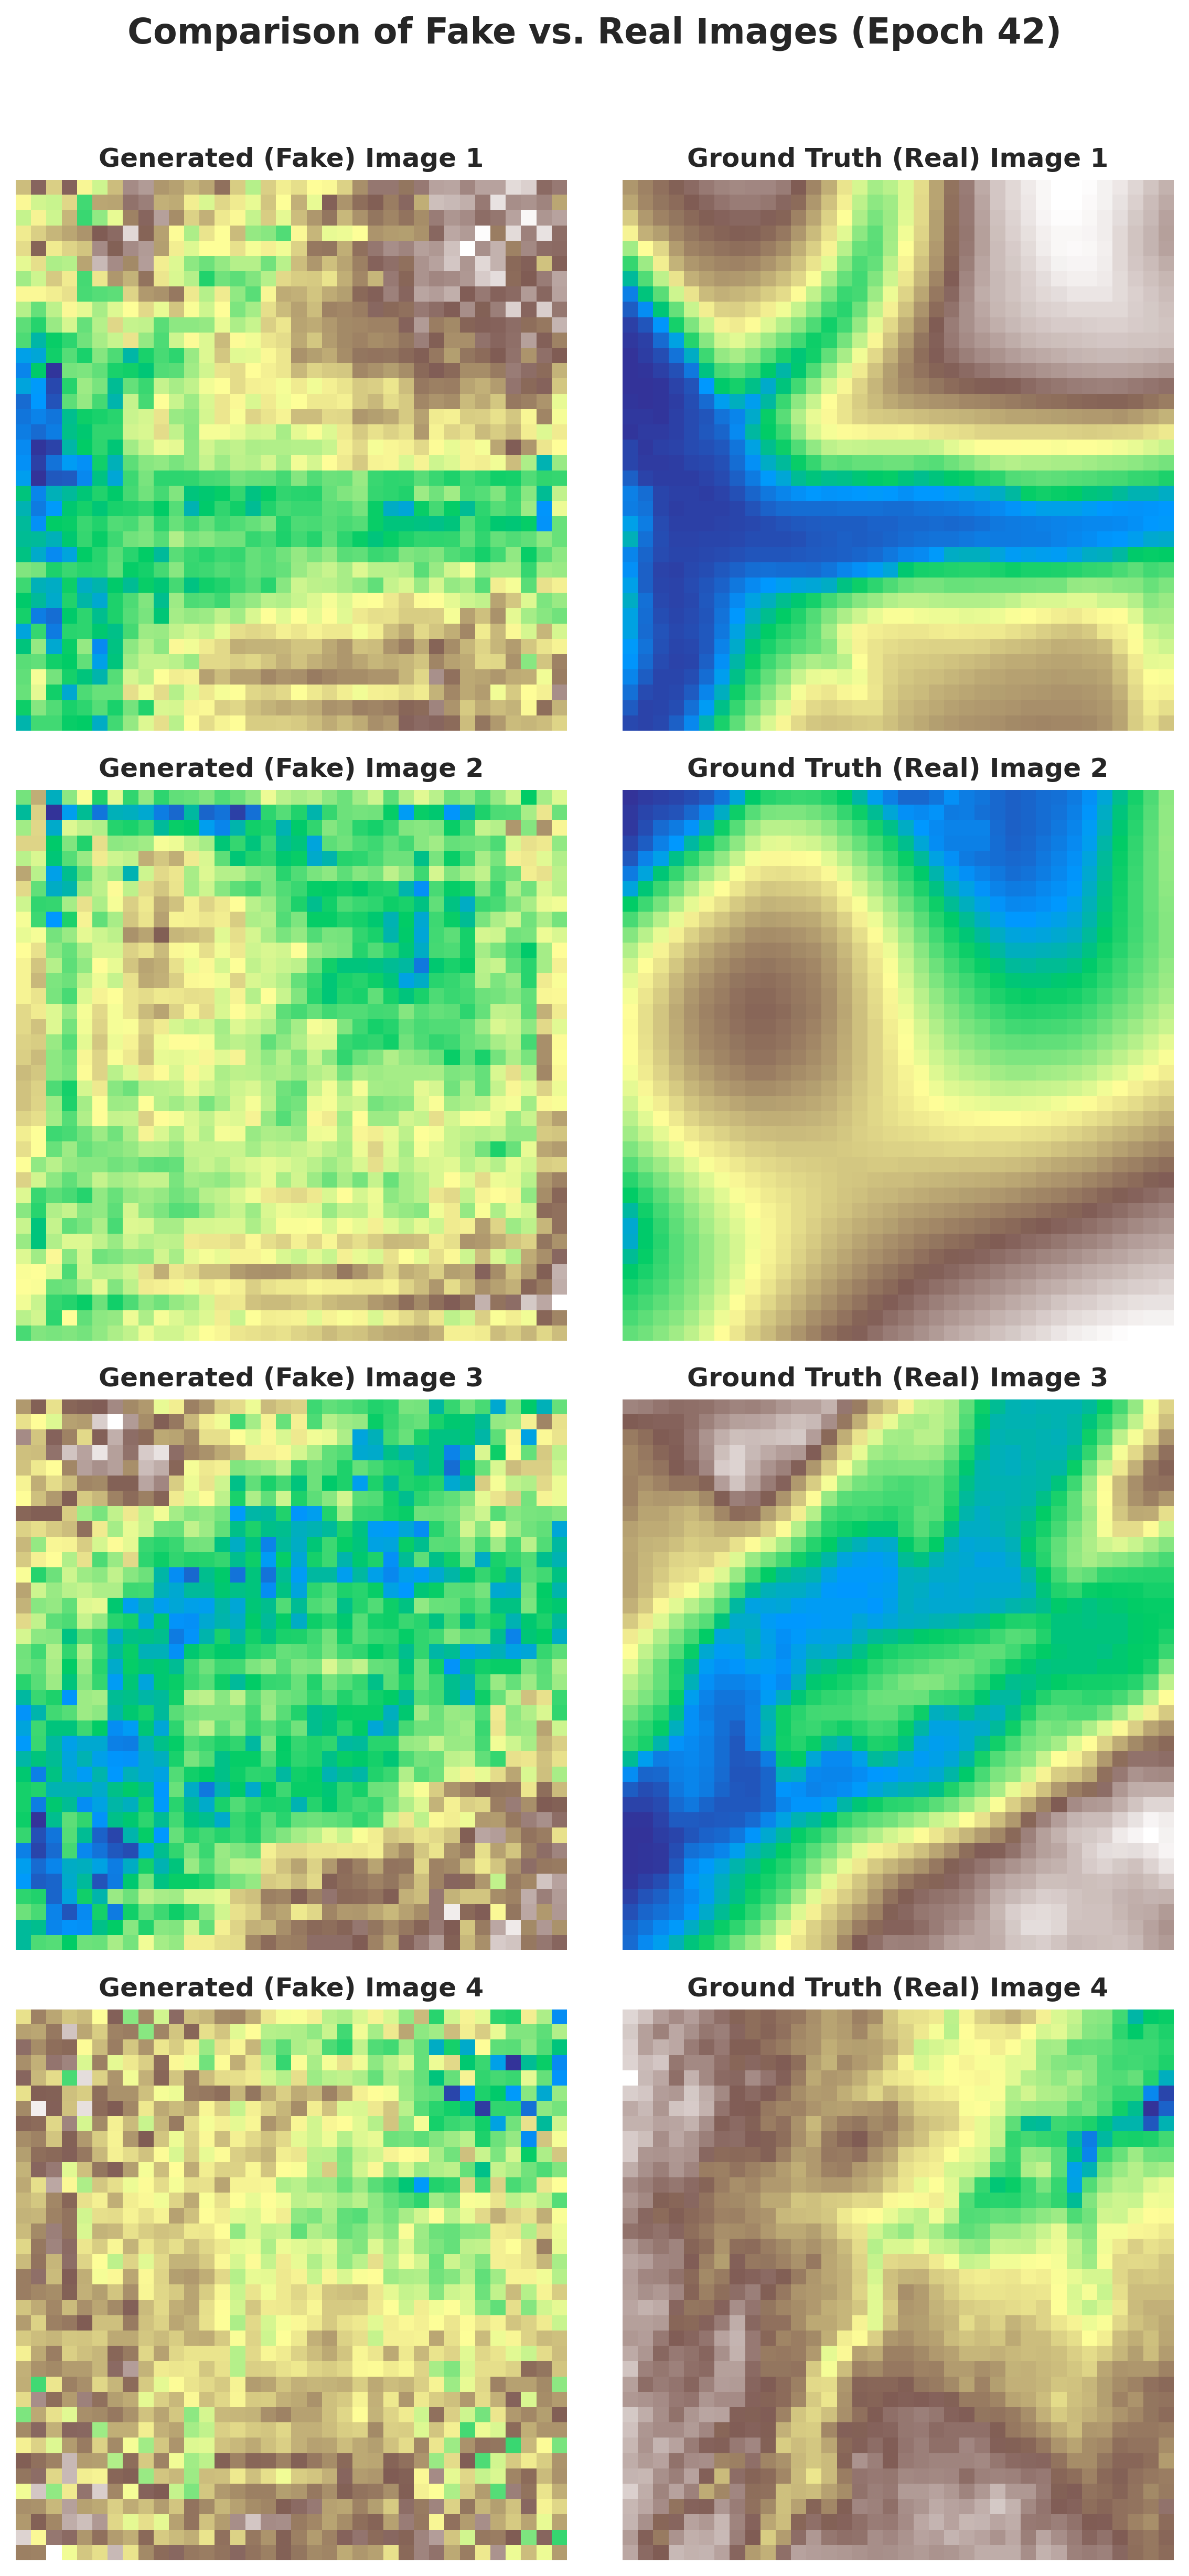 Comparison of Fake vs. Real Images (Epoch 42)
Generated (Fake) Image 1
Ground Truth (Real) Image 1
Generated (Fake) Image 2
Ground Truth (Real) Image 2
Generated (Fake) Image 3
Ground Truth (Real) Image 3
Generated (Fake) Image 4
Ground Truth (Real) Image 4